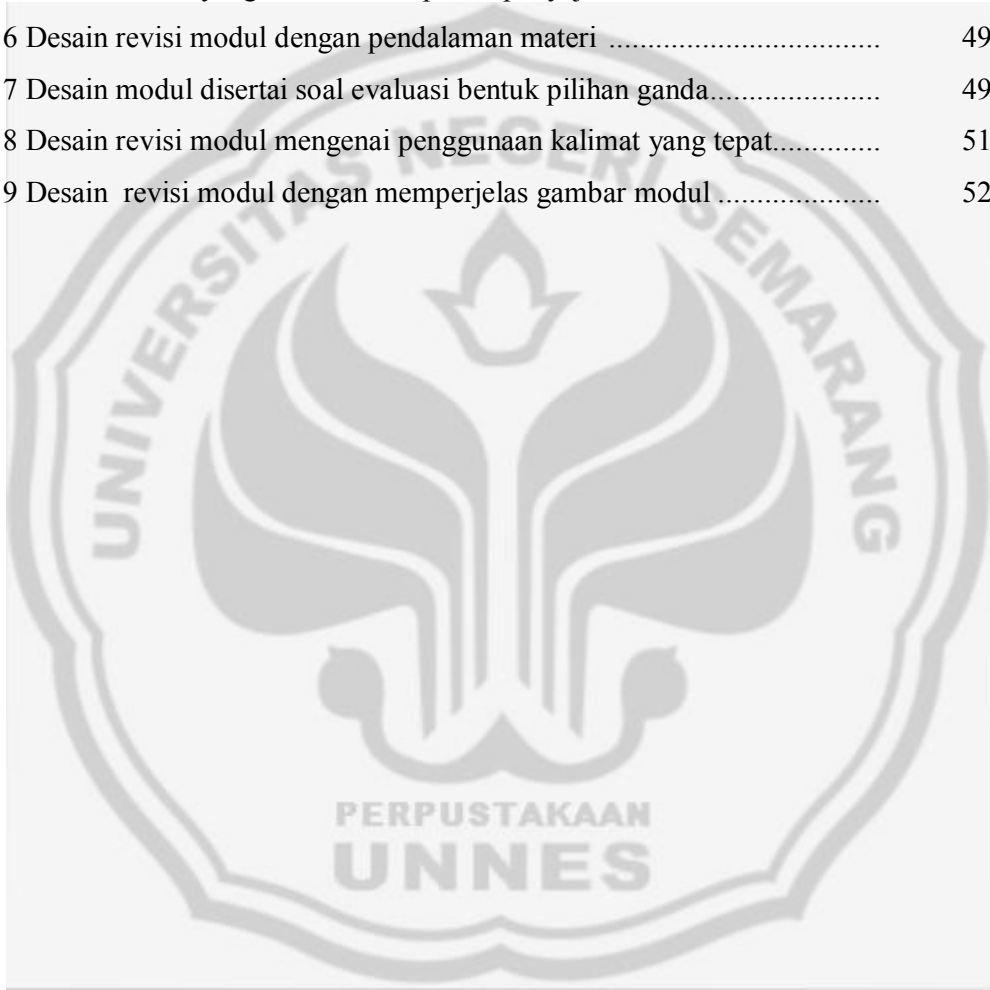 6 Desain revisi modul dengan pendalaman materi ................................... 49
7 Desain modul disertai soal evaluasi bentuk pilihan ganda...................... 49
8 Desain revisi modul mengenai penggunaan kalimat yang tepat.............. 51
9 Desain  revisi modul dengan memperjelas gambar modul ..................... 52
UNIVERSITAS NEGERI SEMARANG
PERPUSTAKAAN
UNNES